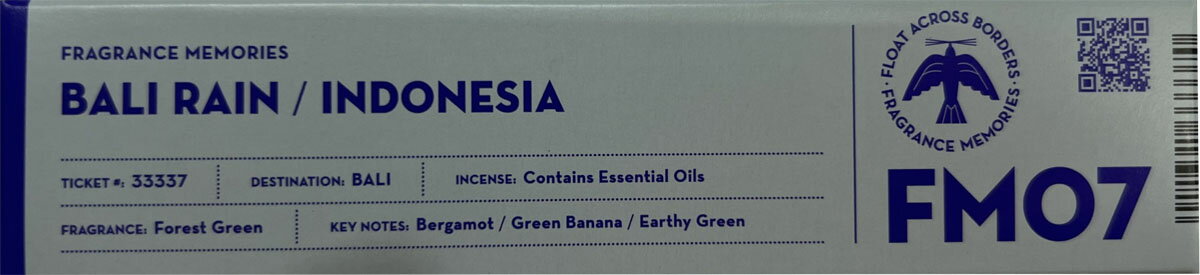 FRAGRANCE MEMORIES
BALI RAIN / INDONESIA
TICKET #: 33337
DESTINATION: BALI
INCENSE: Contains Essential Oils
FRAGRANCE: Forest Green
KEY NOTES: Bergamot / Green Banana / Earthy Green
· FLOAT ACROSS BORDERS ·
FRAGRANCE MEMORIES
FM07